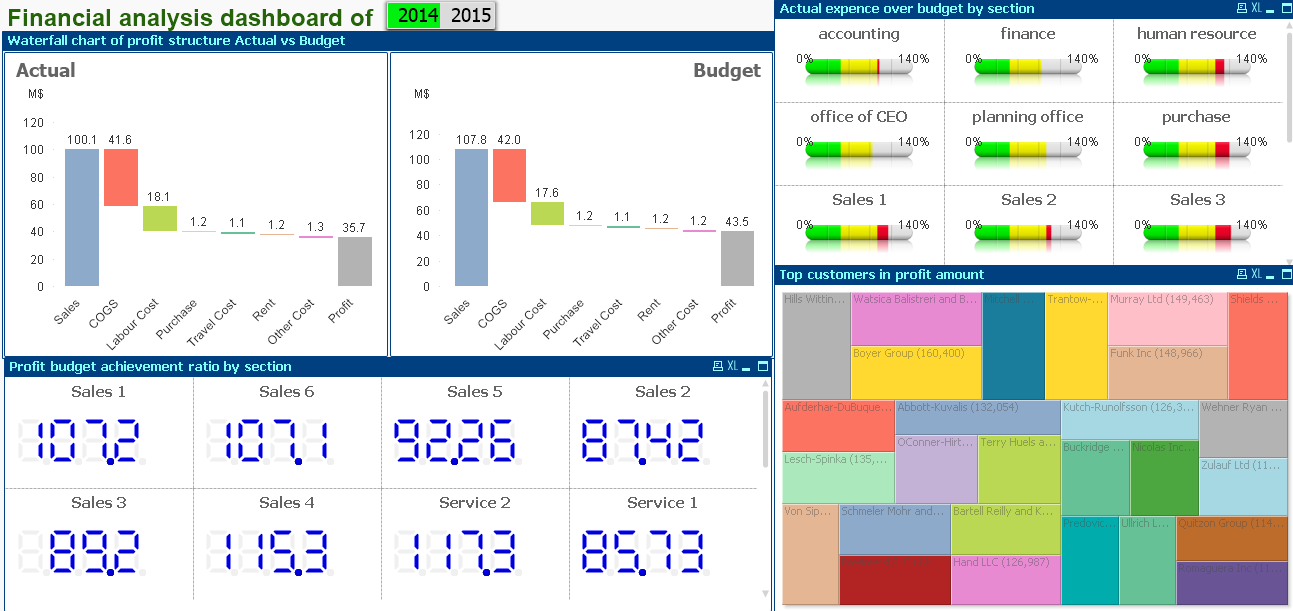 Financial analysis dashboard of 2014 2015
Waterfall chart of profit structure Actual vs Budget
Actual
M$
120
100
80
60
40
20
0
100.1 41.6 18.1 1.2 1.1 1.2 1.3 35.7
Sales COGS Labour Cost Purchase Travel Cost Rent Other Cost Profit
Budget
M$
120
100
80
60
40
20
0
107.8 42.0 17.6 1.2 1.1 1.2 1.2 43.5
Sales COGS Labour Cost Purchase Travel Cost Rent Other Cost Profit
Profit budget achievement ratio by section XL
Sales 1 Sales 6 Sales 5 Sales 2
107.2 107.1 92.26 87.42
Sales 3 Sales 4 Service 2 Service 1
89.2 115.3 117.3 85.73
Actual expence over budget by section XL
accounting finance human resource
0% 140% 0% 140% 0% 140%
office of CEO planning office purchase
0% 140% 0% 140% 0% 140%
Sales 1 Sales 2 Sales 3
0% 140% 0% 140% 0% 140%
Top customers in profit amount XL
Hills Wittin... Watsica Balistreri and B... Trantow-... Murray Ltd (149,463) Shields ...
Boyer Group (160,400) Funk Inc (148,966)
Aufderhar-DuBuque... Abbott-Kuvalis (132,054) Kutch-Runolfsson (126,3... Wehner Ryan ...
OConner-Hirt... Terry Huels a... Buckridge ... Nicolas Inc...
Lesch-Spinka (135,... Zulauf Ltd (11...
Von Sip... Schmeler Mohr and... Bartell Reilly and K... Predovic... Ullrich L... Quitzon Group (114...
Hand LLC (126,987) Romaguera Inc (11...